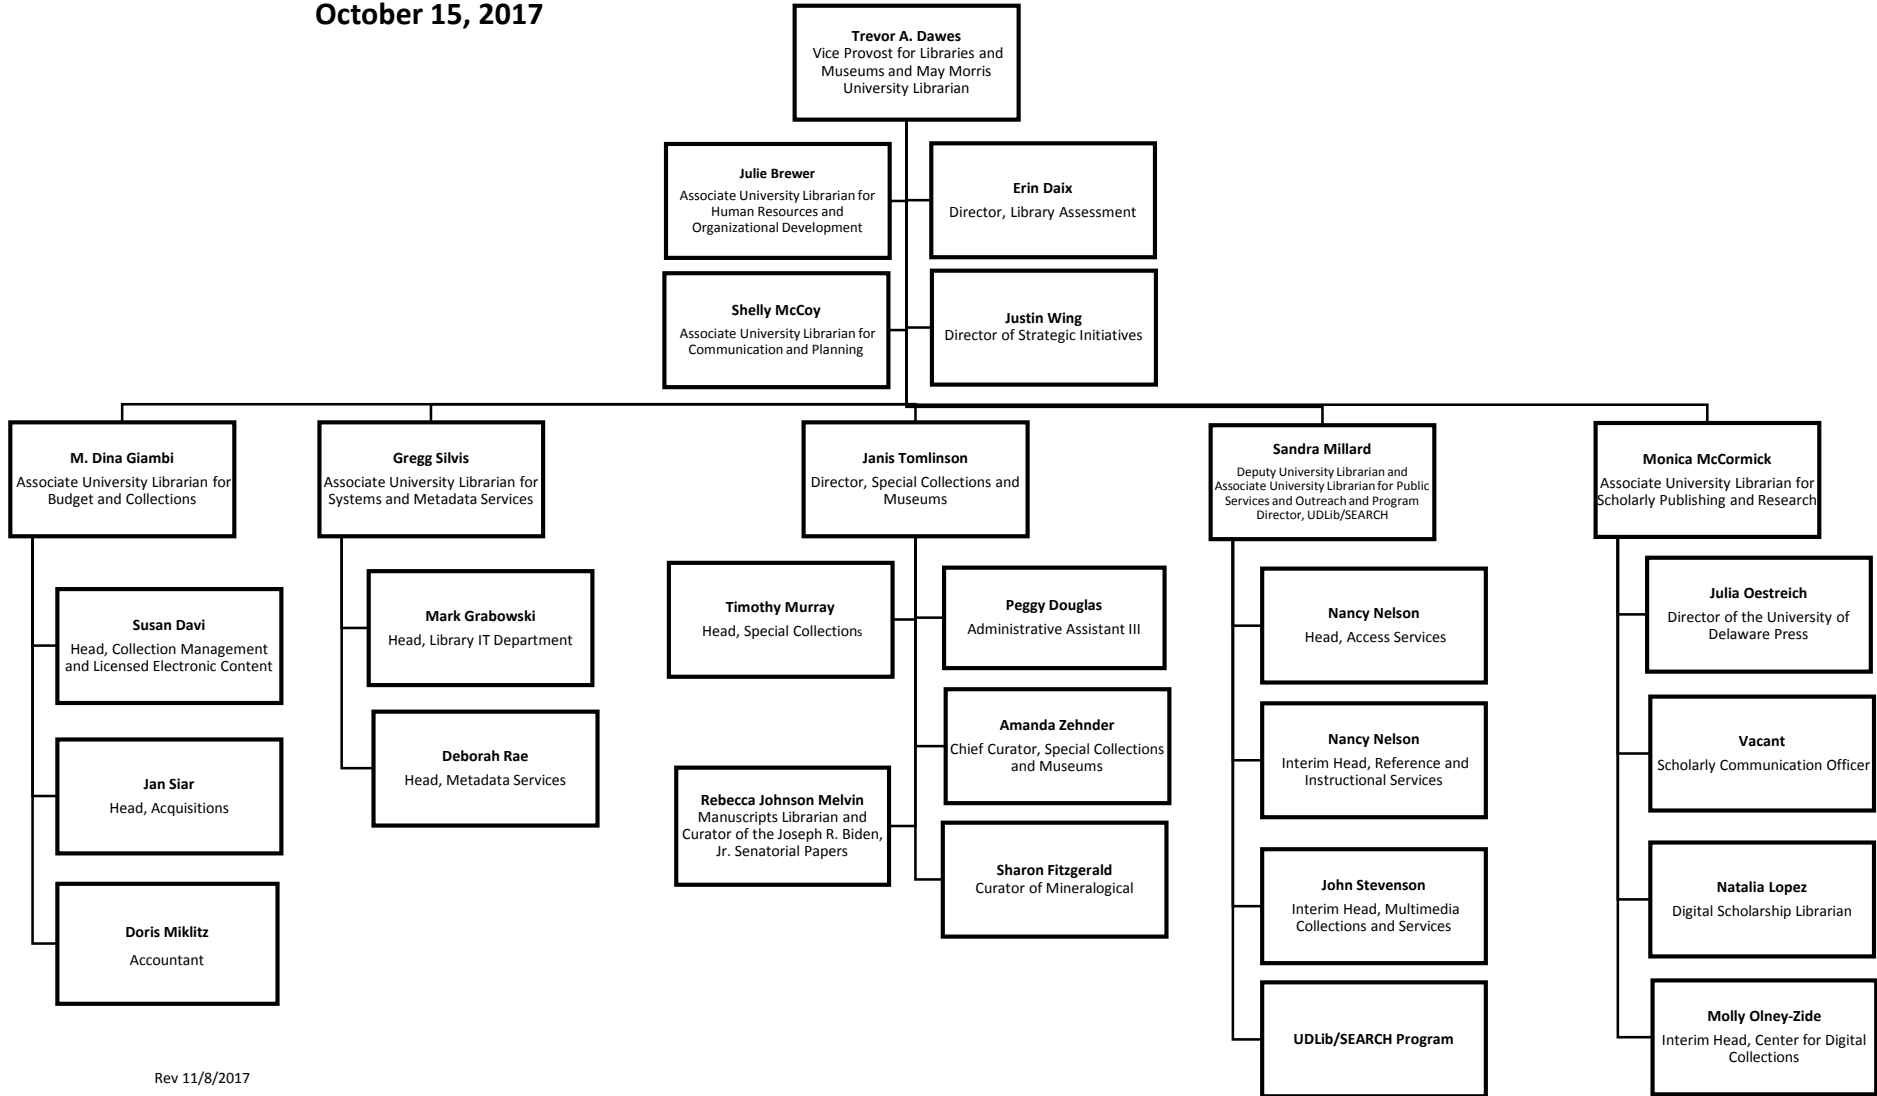 October 15, 2017
Trevor A. Dawes
Vice Provost for Libraries and
Museums and May Morris
University Librarian
Julie Brewer
Associate University Librarian for
Human Resources and
Organizational Development
Erin Daix
Director, Library Assessment
Shelly McCoy
Associate University Librarian for
Communication and Planning
Justin Wing
Director of Strategic Initiatives
M. Dina Giambi
Associate University Librarian for
Budget and Collections
Gregg Silvis
Associate University Librarian for
Systems and Metadata Services
Janis Tomlinson
Director, Special Collections and
Museums
Sandra Millard
Deputy University Librarian and
Associate University Librarian for Public
Services and Outreach and Program
Director, UDLib/SEARCH
Monica McCormick
Associate University Librarian for
Scholarly Publishing and Research
Susan Davi
Head, Collection Management
and Licensed Electronic Content
Jan Siar
Head, Acquisitions
Doris Miklitz
Accountant
Mark Grabowski
Head, Library IT Department
Deborah Rae
Head, Metadata Services
Timothy Murray
Head, Special Collections
Peggy Douglas
Administrative Assistant III
Amanda Zehnder
Chief Curator, Special Collections
and Museums
Rebecca Johnson Melvin
Manuscripts Librarian and
Curator of the Joseph R. Biden,
Jr. Senatorial Papers
Sharon Fitzgerald
Curator of Mineralogical
Nancy Nelson
Head, Access Services
Nancy Nelson
Interim Head, Reference and
Instructional Services
John Stevenson
Interim Head, Multimedia
Collections and Services
UDLib/SEARCH Program
Julia Oestreich
Director of the University of
Delaware Press
Vacant
Scholarly Communication Officer
Natalia Lopez
Digital Scholarship Librarian
Molly Olney-Zide
Interim Head, Center for Digital
Collections
Rev 11/8/2017